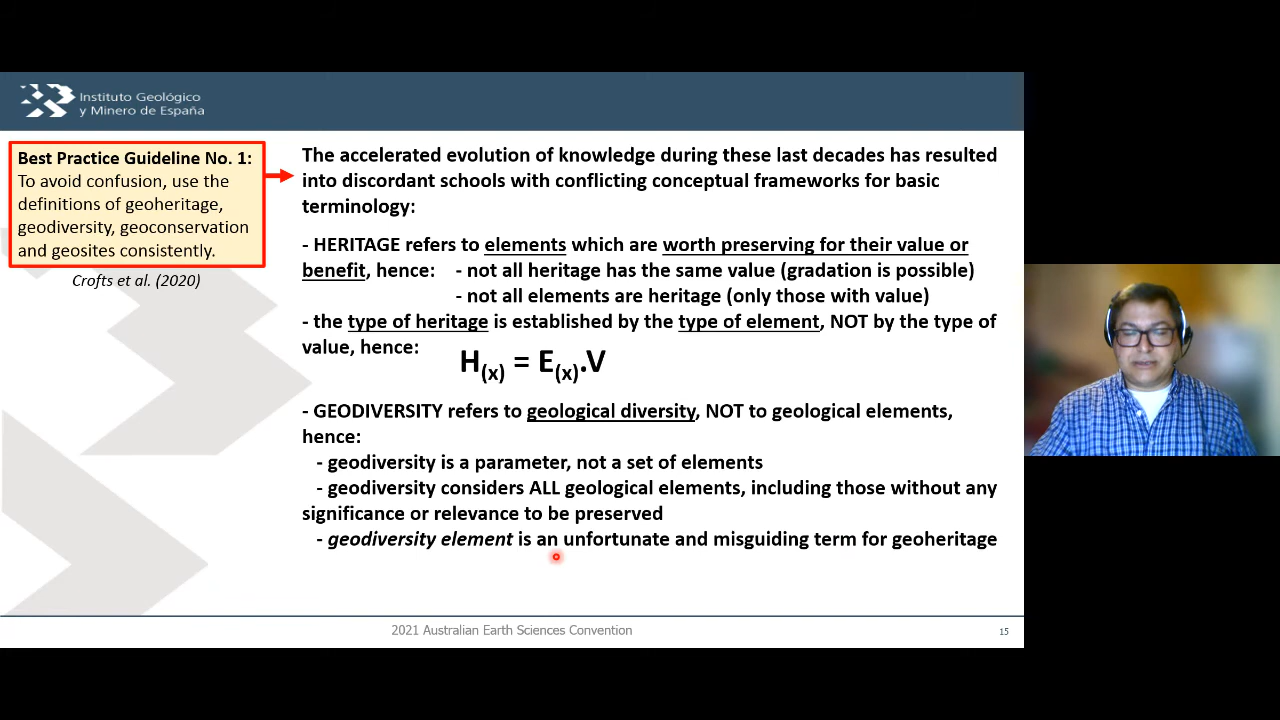 Instituto Geológico
y Minero de España
Best Practice Guideline No. 1:
To avoid confusion, use the
definitions of geoheritage,
geodiversity, geoconservation
and geosites consistently.
Crofts et al. (2020)
The accelerated evolution of knowledge during these last decades has resulted
into discordant schools with conflicting conceptual frameworks for basic
terminology:
- HERITAGE refers to elements which are worth preserving for their value or
benefit, hence: - not all heritage has the same value (gradation is possible)
- not all elements are heritage (only those with value)
- the type of heritage is established by the type of element, NOT by the type of
value, hence:
H(x) = E(x).V
- GEODIVERSITY refers to geological diversity, NOT to geological elements,
hence:
- geodiversity is a parameter, not a set of elements
- geodiversity considers ALL geological elements, including those without any
significance or relevance to be preserved
- geodiversity element is an unfortunate and misguiding term for geoheritage
2021 Australian Earth Sciences Convention
15